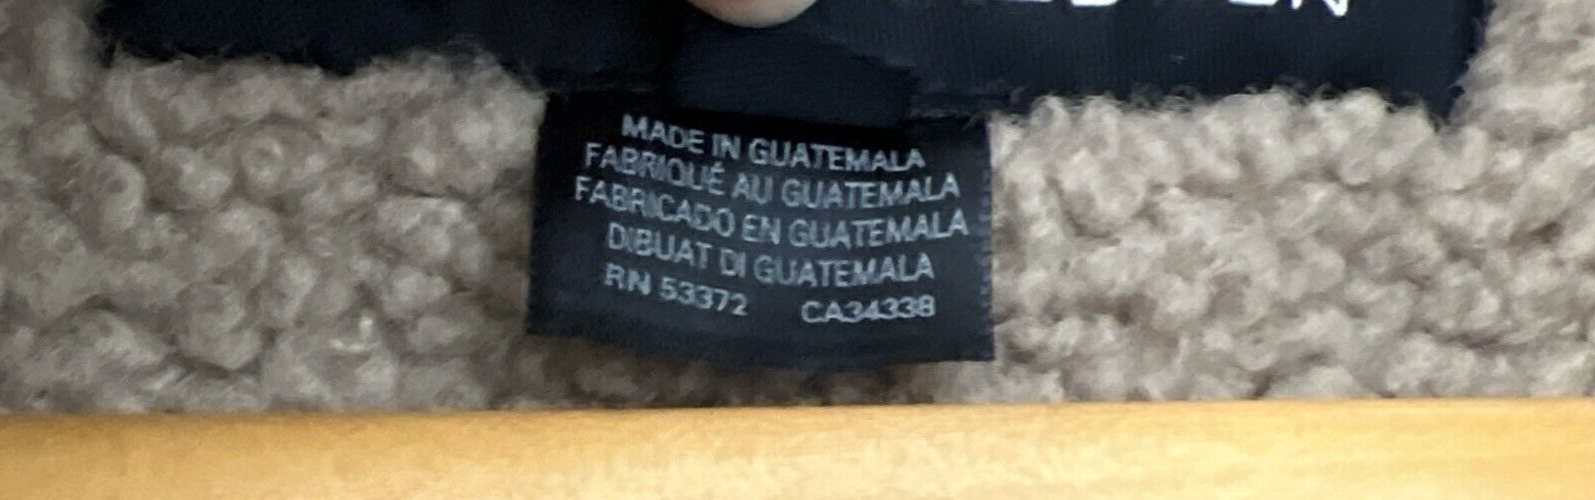 MADE IN GUATEMALA
FABRIQUÉ AU GUATEMALA
FABRICADO EN GUATEMALA
DIBUAT DI GUATEMALA
RN 53372 CA34338